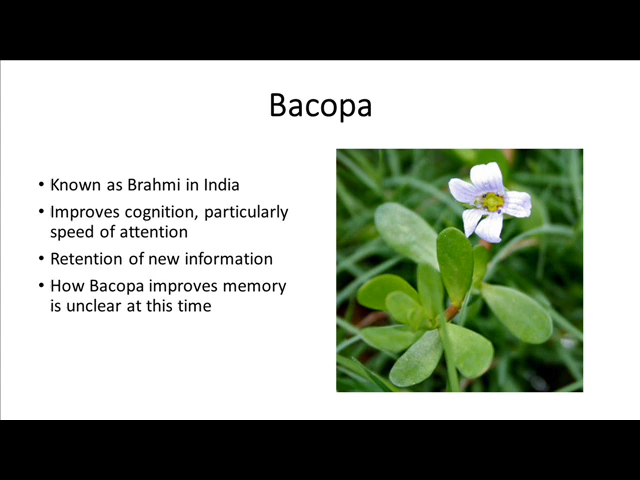 Bacopa
• Known as Brahmi in India
• Improves cognition, particularly
speed of attention
• Retention of new information
• How Bacopa improves memory
is unclear at this time